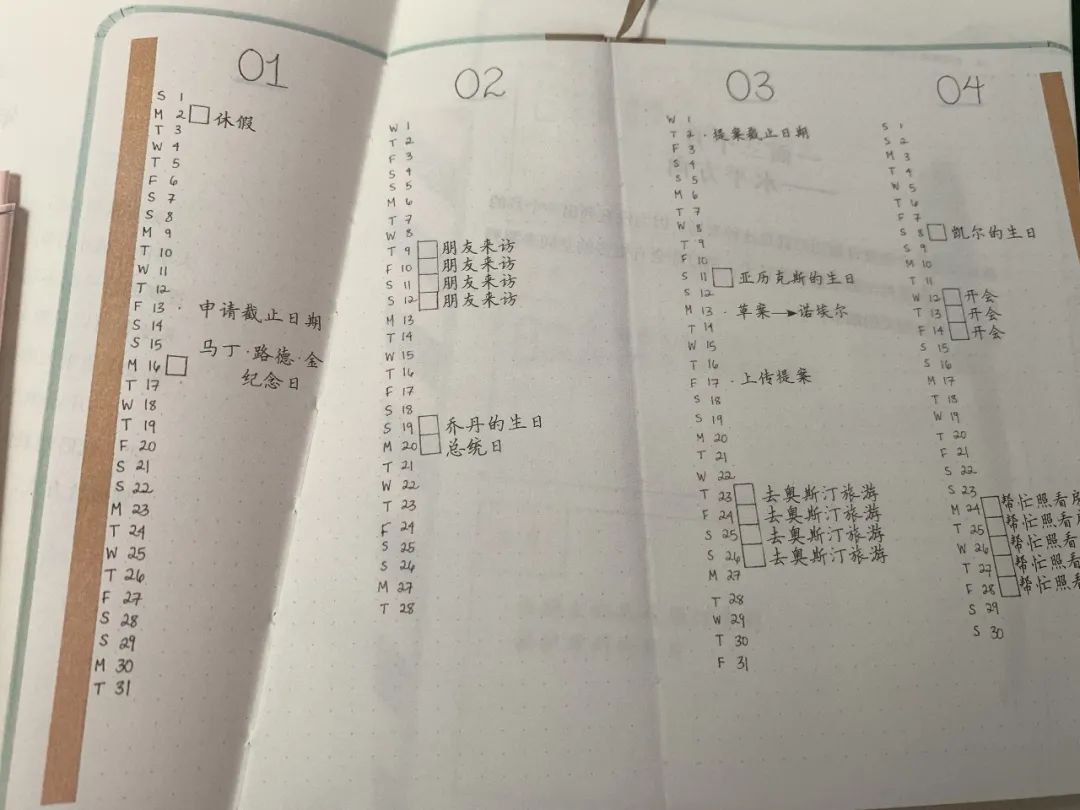 01
S 1
M 2 休假
T 3
W 4
T 5
F 6
S 7
S 8
M 9
T 10
W 11
T 12
F 13 · 申请截止日期
S 14
S 15
M 16 马丁·路德·金
纪念日
T 17
W 18
T 19
F 20
S 21
S 22
M 23
T 24
W 25
T 26
F 27
S 28
S 29
M 30
T 31
02
W 1
T 2
F 3
S 4
S 5
M 6
T 7
W 8
T 9 朋友来访
F 10 朋友来访
S 11 朋友来访
S 12 朋友来访
M 13
T 14
W 15
T 16
F 17
S 18
S 19 乔丹的生日
M 20 总统日
T 21
W 22
T 23
F 24
S 25
S 26
M 27
T 28
03
W 1
T 2 · 提案截止日期
F 3
S 4
S 5
M 6
T 7
W 8
T 9
F 10
S 11 亚历克斯的生日
S 12
M 13 · 草案→诺埃尔
T 14
W 15
T 16
F 17 · 上传提案
S 18
S 19
M 20
T 21
W 22
T 23 去奥斯汀旅游
F 24 去奥斯汀旅游
S 25 去奥斯汀旅游
S 26 去奥斯汀旅游
M 27
T 28
W 29
T 30
F 31
04
S 1
S 2
M 3
T 4
W 5
T 6
F 7
S 8 凯尔的生日
S 9
M 10
T 11
W 12 开会
T 13 开会
F 14 开会
S 15
S 16
M 17
T 18
W 19
T 20
F 21
S 22
S 23
M 24 帮忙照看
T 25 帮忙照看
W 26 帮忙照看
T 27 帮忙照看
F 28 帮忙照看
S 29
S 30